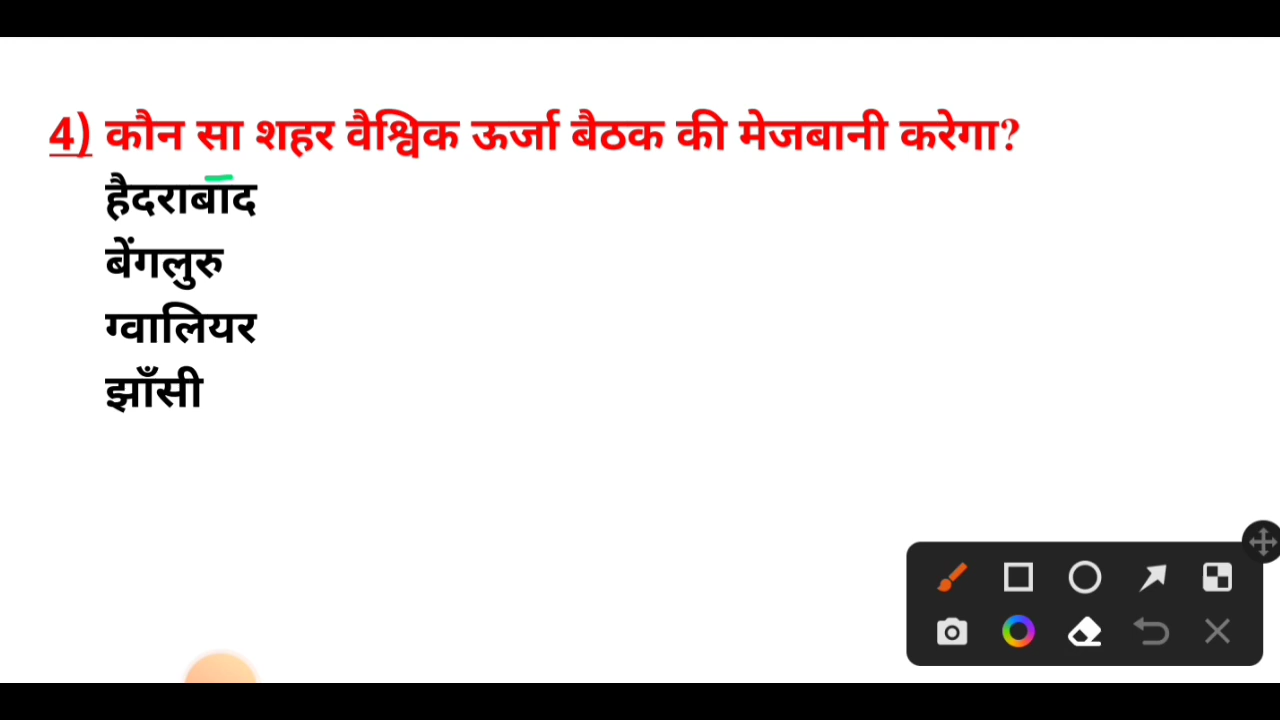 4) कौन सा शहर वैश्विक ऊर्जा बैठक की मेजबानी करेगा?
हैदराबाद
बेंगलुरु
ग्वालियर
झाँसी